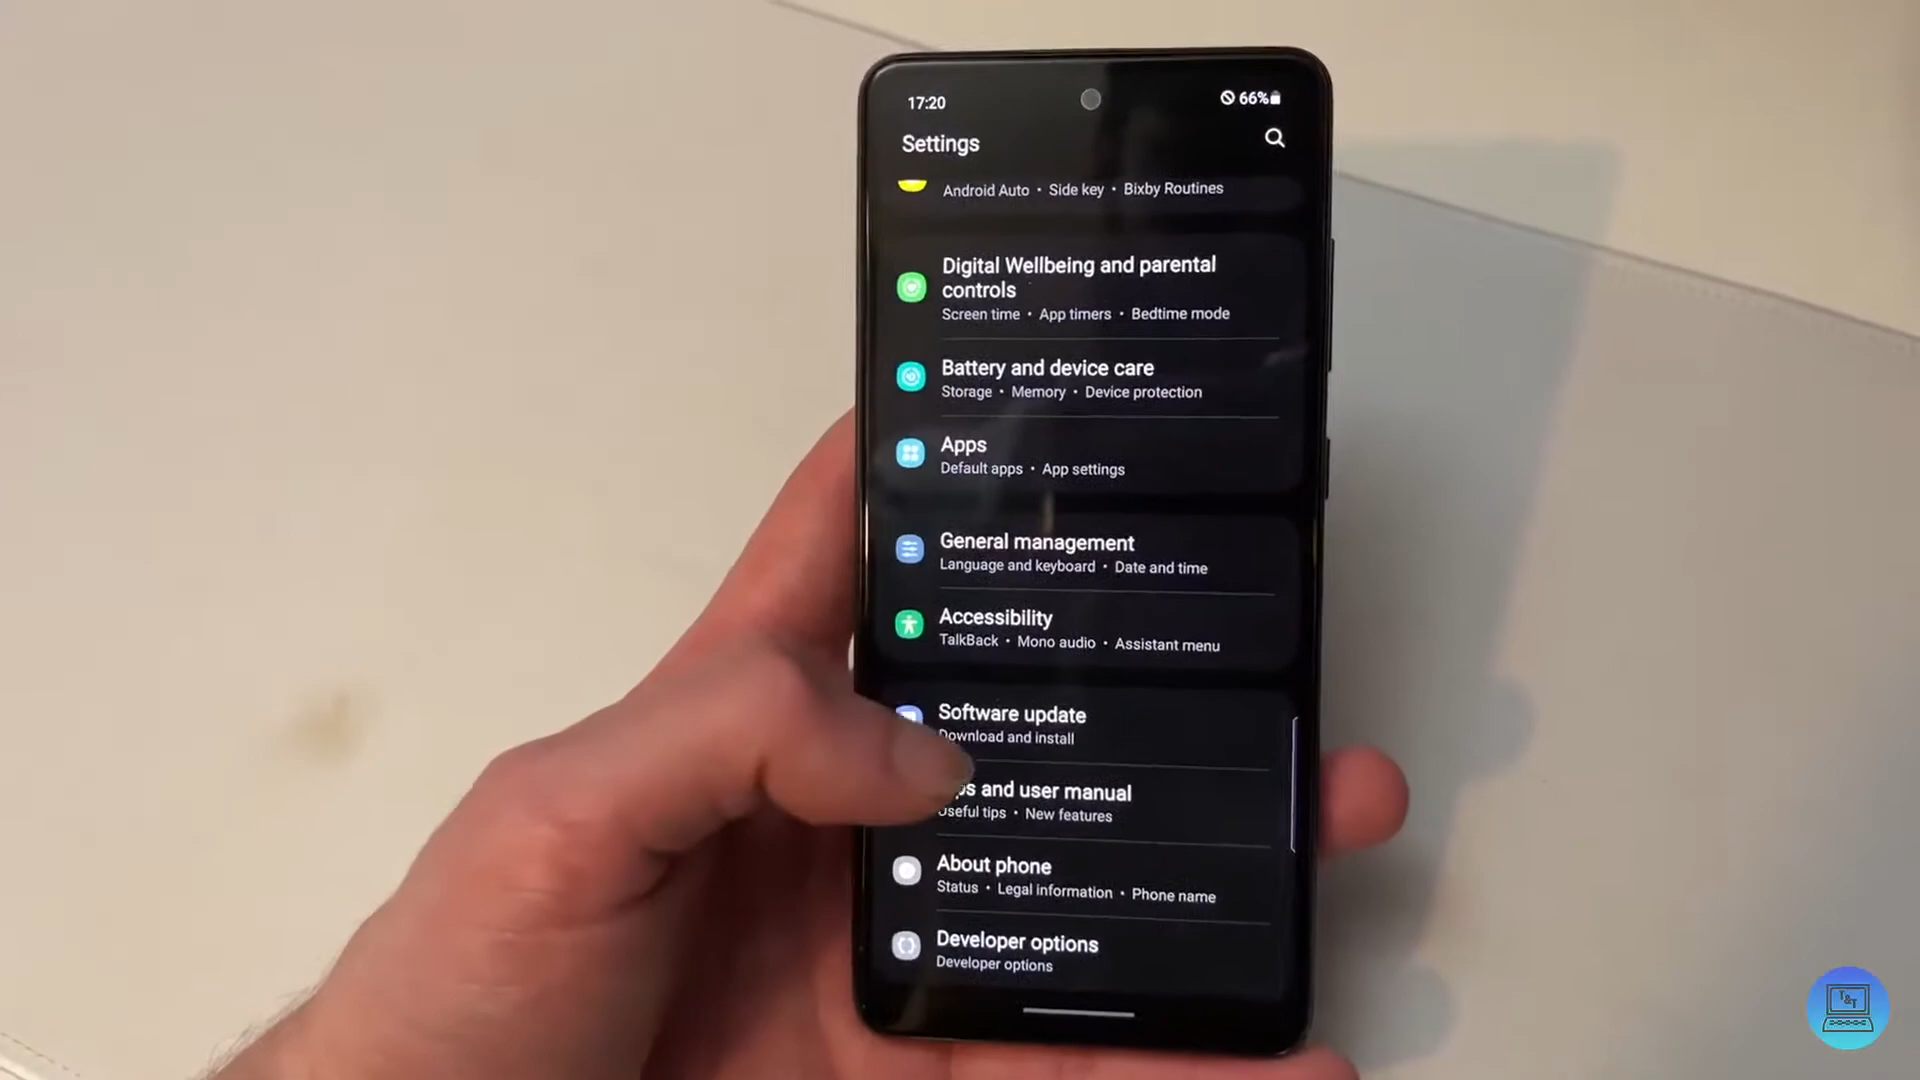 17:20
66%
Settings
Android Auto • Side key • Bixby Routines
Digital Wellbeing and parental
controls
Screen time • App timers • Bedtime mode
Battery and device care
Storage • Memory • Device protection
Apps
Default apps • App settings
General management
Language and keyboard • Date and time
Accessibility
TalkBack • Mono audio • Assistant menu
Software update
Download and install
ps and user manual
Useful tips • New features
About phone
Status • Legal information • Phone name
Developer options
Developer options
T&T